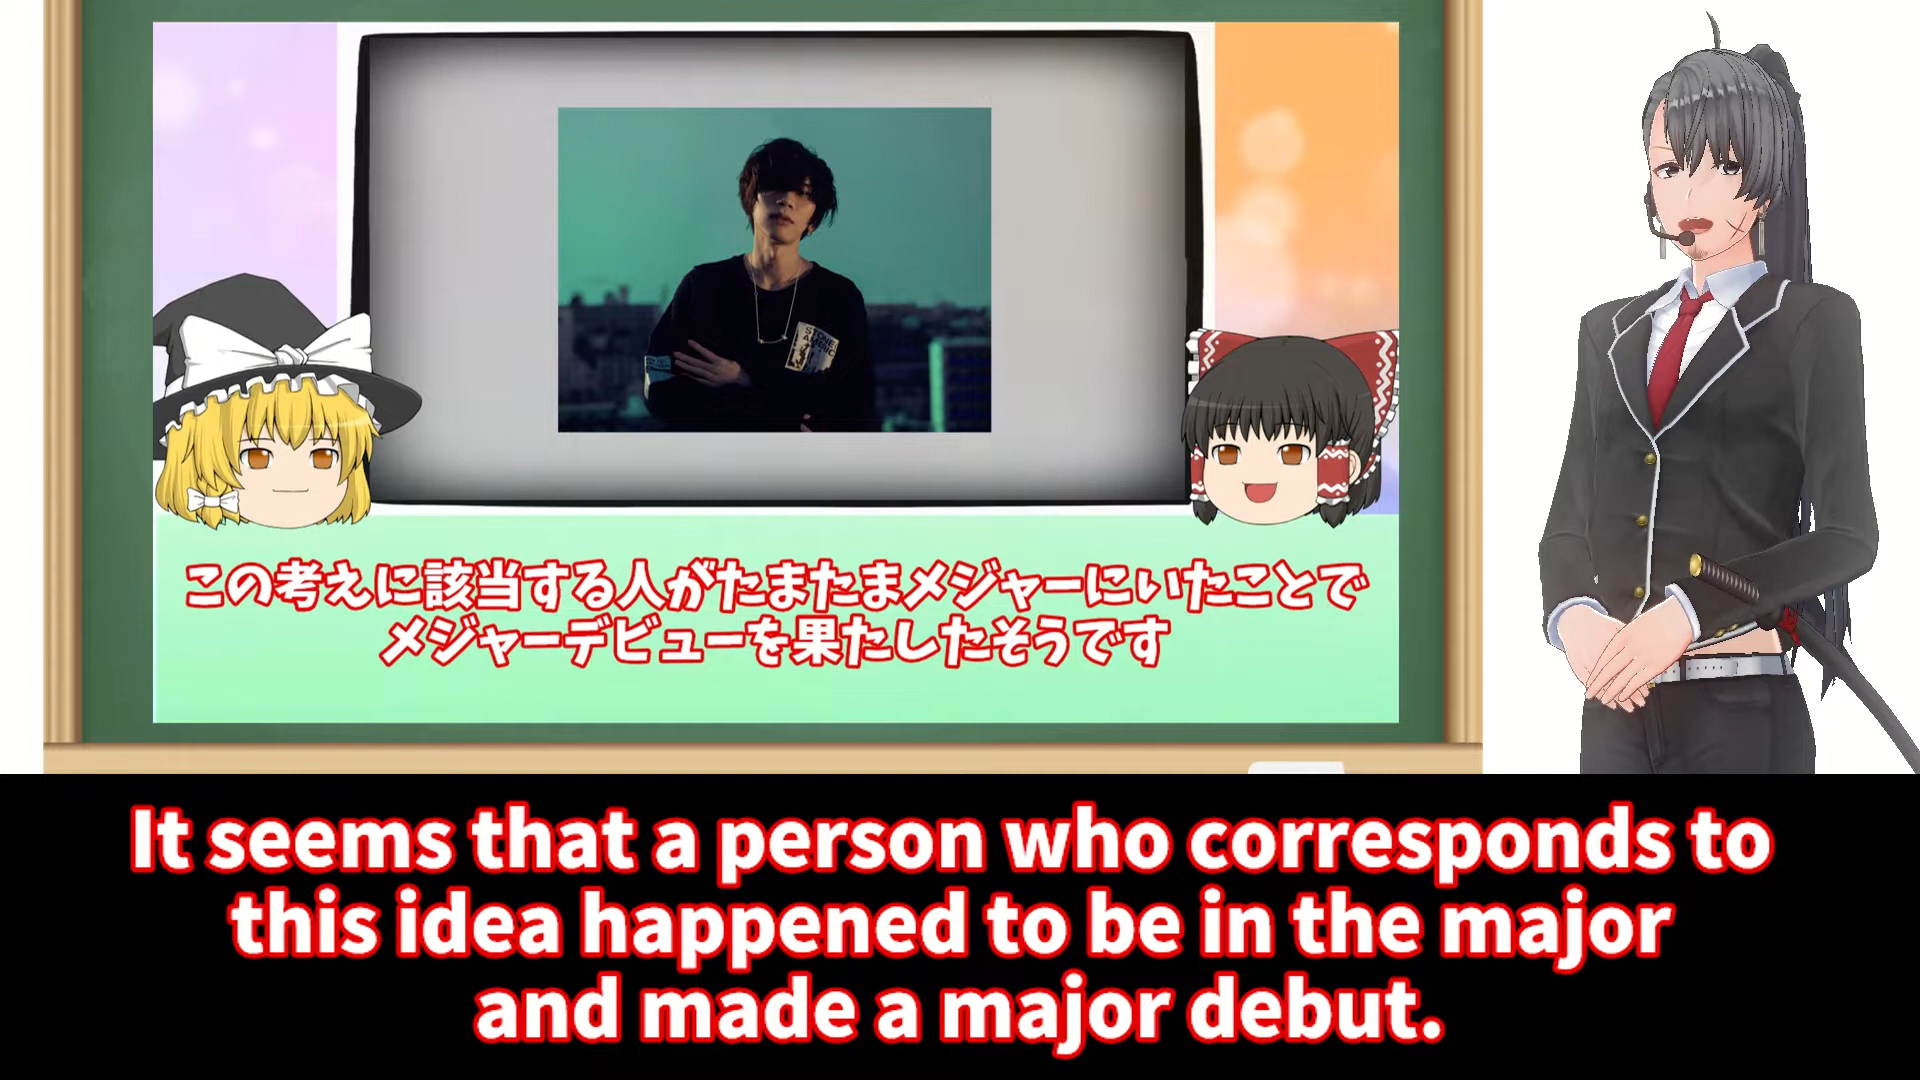 この考えに該当する人がたまたまメジャーにいたことで
メジャーデビューを果たしたそうです
It seems that a person who corresponds to
this idea happened to be in the major
and made a major debut.